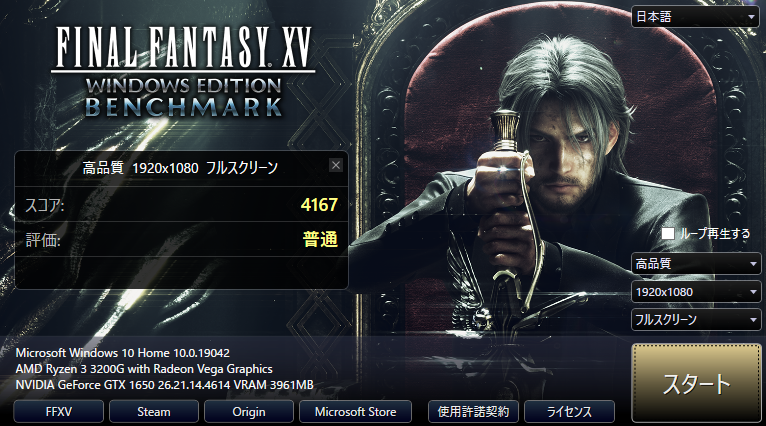 日本語
FINAL FANTASY XV
WINDOWS EDITION
BENCHMARK
高品質 1920x1080 フルスクリーン
スコア: 4167
評価: 普通
ループ再生する
高品質
1920x1080
フルスクリーン
Microsoft Windows 10 Home 10.0.19042
AMD Ryzen 3 3200G with Radeon Vega Graphics
NVIDIA GeForce GTX 1650 26.21.14.4614 VRAM 3961MB
スタート
FFXV Steam Origin Microsoft Store 使用許諾契約 ライセンス